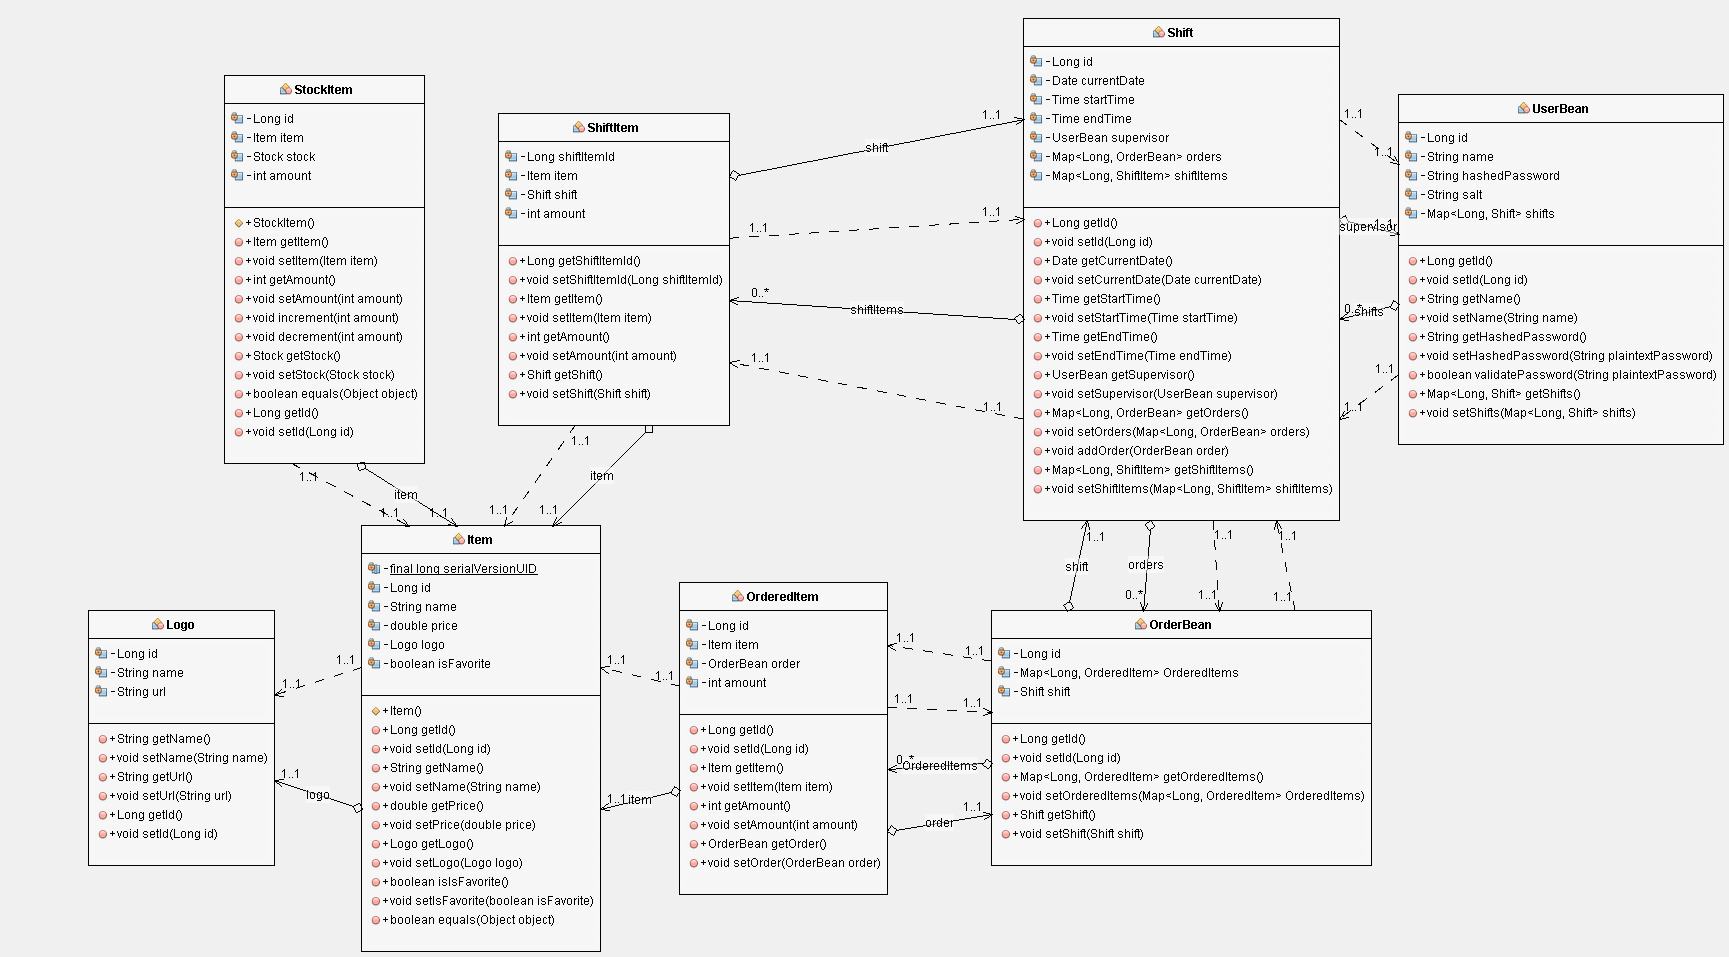 StockItem
-Long id
-Item item
-Stock stock
-int amount
+StockItem()
+Item getItem()
+void setItem(Item item)
+int getAmount()
+void setAmount(int amount)
+void increment(int amount)
+void decrement(int amount)
+Stock getStock()
+void setStock(Stock stock)
+boolean equals(Object object)
+Long getId()
+void setId(Long id)
ShiftItem
-Long shiftItemId
-Item item
-Shift shift
-int amount
+Long getShiftItemId()
+void setShiftItemId(Long shiftItemId)
+Item getItem()
+void setItem(Item item)
+int getAmount()
+void setAmount(int amount)
+Shift getShift()
+void setShift(Shift shift)
1..1
shift
1..1
1..1
0..*
shiftItems
1..1
1..1
Shift
-Long id
-Date currentDate
-Time startTime
-Time endTime
-UserBean supervisor
-Map<Long, OrderBean> orders
-Map<Long, ShiftItem> shiftItems
+Long getId()
+void setId(Long id)
+Date getCurrentDate()
+void setCurrentDate(Date currentDate)
+Time getStartTime()
+void setStartTime(Time startTime)
+Time getEndTime()
+void setEndTime(Time endTime)
+UserBean getSupervisor()
+void setSupervisor(UserBean supervisor)
+Map<Long, OrderBean> getOrders()
+void setOrders(Map<Long, OrderBean> orders)
+void addOrder(OrderBean order)
+Map<Long, ShiftItem> getShiftItems()
+void setShiftItems(Map<Long, ShiftItem> shiftItems)
1..1
1..1
1..1
supervisor
0..*
shifts
1..1
1..1
UserBean
-Long id
-String name
-String hashedPassword
-String salt
-Map<Long, Shift> shifts
+Long getId()
+void setId(Long id)
+String getName()
+void setName(String name)
+String getHashedPassword()
+void setHashedPassword(String plaintextPassword)
+boolean validatePassword(String plaintextPassword)
+Map<Long, Shift> getShifts()
+void setShifts(Map<Long, Shift> shifts)
1..1
item
1..1
1..1
1..1
item
1..1
1..1
1..1
shift
orders
0..*
1..1
1..1
1..1
1..1
Logo
-Long id
-String name
-String url
+String getName()
+void setName(String name)
+String getUrl()
+void setUrl(String url)
+Long getId()
+void setId(Long id)
1..1
1..1
1..1
logo
Item
-final long serialVersionUID
-Long id
-String name
-double price
-Logo logo
-boolean isFavorite
+Item()
+Long getId()
+void setId(Long id)
+String getName()
+void setName(String name)
+double getPrice()
+void setPrice(double price)
+Logo getLogo()
+void setLogo(Logo logo)
+boolean isIsFavorite()
+void setIsFavorite(boolean isFavorite)
+boolean equals(Object object)
1..1
1..1
1..1
item
OrderedItem
-Long id
-Item item
-OrderBean order
-int amount
+Long getId()
+void setId(Long id)
+Item getItem()
+void setItem(Item item)
+int getAmount()
+void setAmount(int amount)
+OrderBean getOrder()
+void setOrder(OrderBean order)
1..1
1..1
1..1
1..1
0..*
OrderedItems
1..1
order
OrderBean
-Long id
-Map<Long, OrderedItem> OrderedItems
-Shift shift
+Long getId()
+void setId(Long id)
+Map<Long, OrderedItem> getOrderedItems()
+void setOrderedItems(Map<Long, OrderedItem> OrderedItems)
+Shift getShift()
+void setShift(Shift shift)